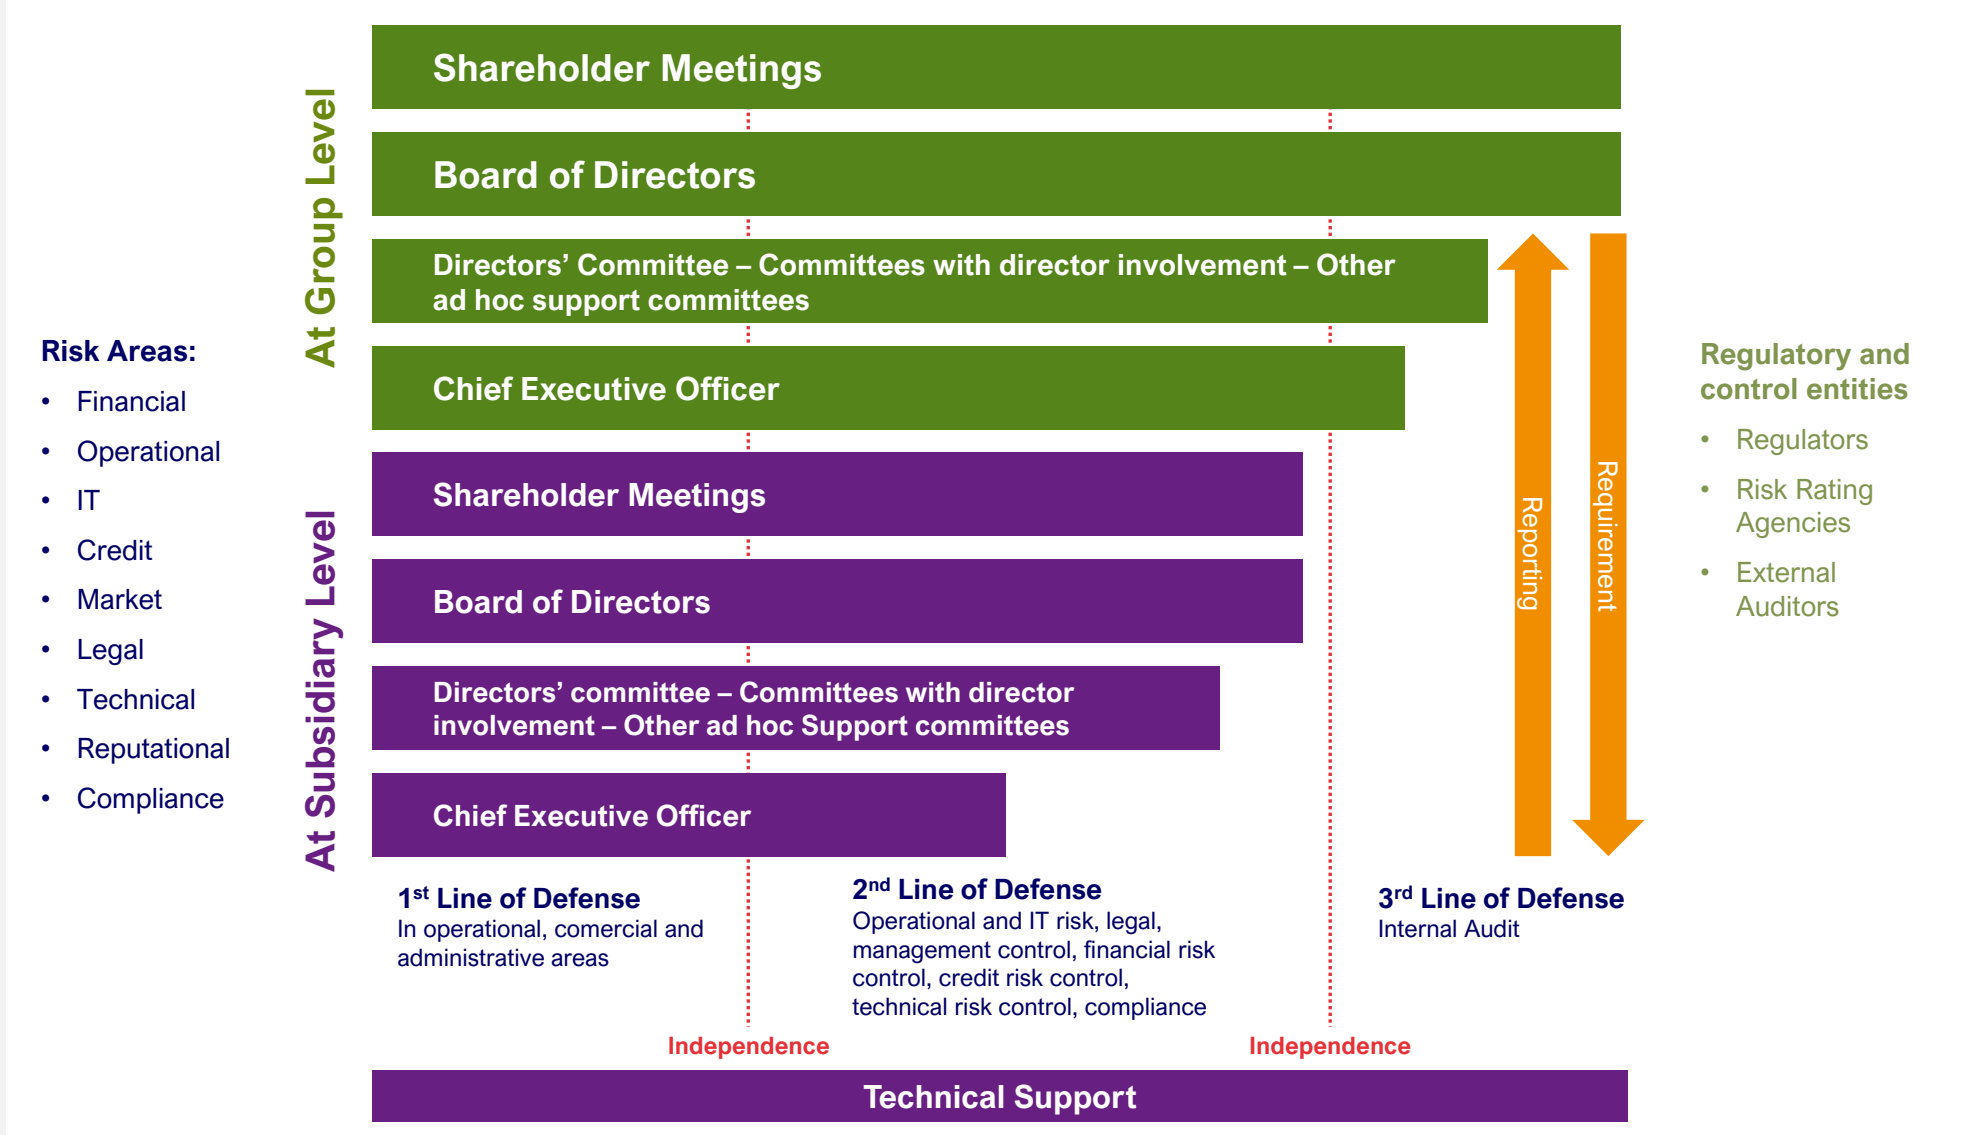 Shareholder Meetings
Board of Directors
Directors’ Committee – Committees with director involvement – Other
ad hoc support committees
Chief Executive Officer
At Group Level
Shareholder Meetings
Board of Directors
Directors’ committee – Committees with director
involvement – Other ad hoc Support committees
Chief Executive Officer
At Subsidiary Level
Risk Areas:
• Financial
• Operational
• IT
• Credit
• Market
• Legal
• Technical
• Reputational
• Compliance
Reporting
Requirement
Regulatory and
control entities
• Regulators
• Risk Rating
Agencies
• External
Auditors
1st Line of Defense
In operational, comercial and
administrative areas
2nd Line of Defense
Operational and IT risk, legal,
management control, financial risk
control, credit risk control,
technical risk control, compliance
3rd Line of Defense
Internal Audit
Independence
Independence
Technical Support